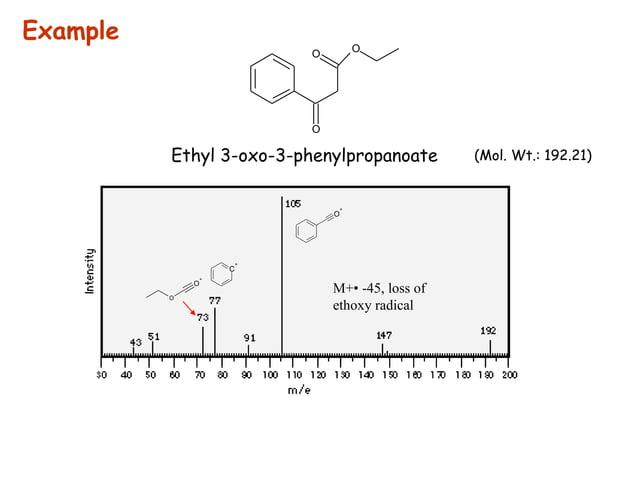 Example
O
O
O
Ethyl 3-oxo-3-phenylpropanoate (Mol. Wt.: 192.21)
105
O
C
O
O
M+• -45, loss of
ethoxy radical
77
73
43 51 91 147 192
Intensity
30 40 50 60 70 80 90 100 110 120 130 140 150 160 170 180 190 200
m/e